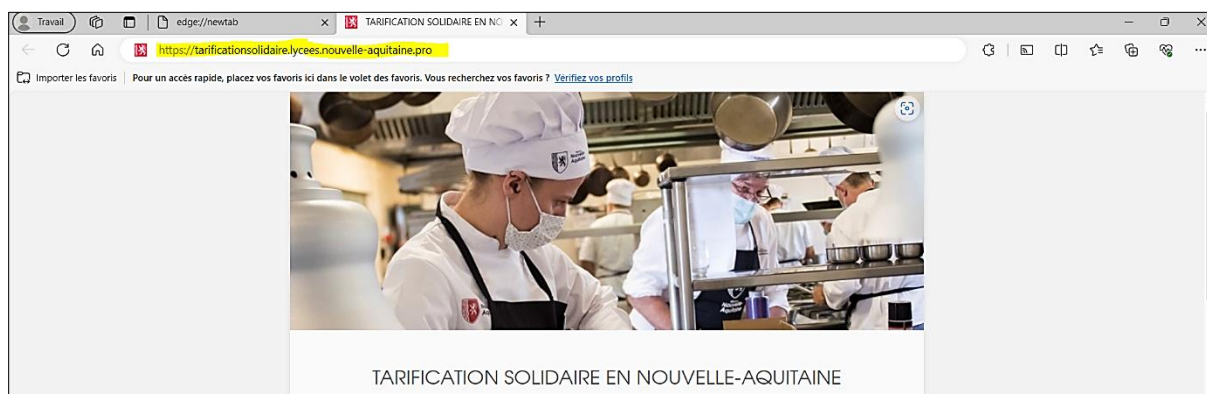 Travail
edge://newtab
TARIFICATION SOLIDAIRE EN NO
https://tarificationsolidaire.lycees.nouvelle-aquitaine.pro
Importer les favoris
Pour un accès rapide, placez vos favoris ici dans le volet des favoris. Vous recherchez vos favoris ? Vérifiez vos profils
Nouvelle
Aquitaine
TARIFICATION SOLIDAIRE EN NOUVELLE-AQUITAINE